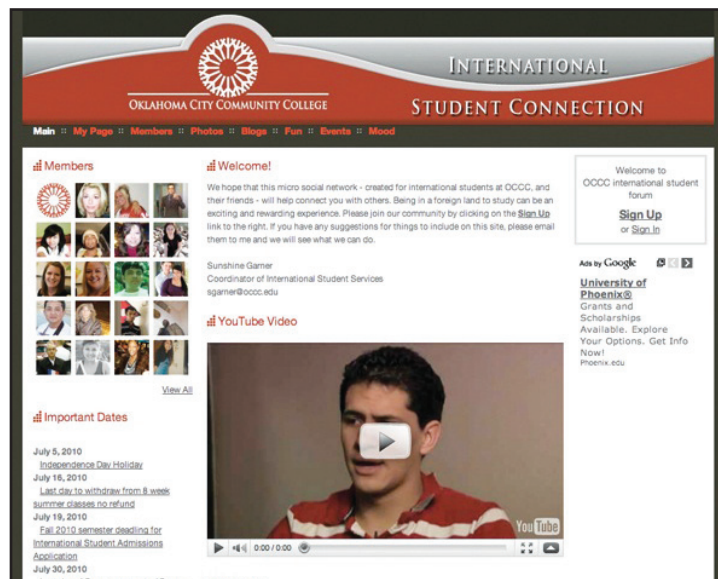 OKLAHOMA CITY COMMUNITY COLLEGE
INTERNATIONAL
STUDENT CONNECTION
Main :: My Page :: Members :: Photos :: Blogs :: Fun :: Events :: Mood
Members
View All
Important Dates
July 5, 2010
Independence Day Holiday
July 16, 2010
Last day to withdraw from 8 week
summer classes no refund
July 19, 2010
Fall 2010 semester deadling for
International Student Admissions
Application
July 30, 2010
Welcome!
We hope that this micro social network - created for international students at OCCC, and
their friends - will help connect you with others. Being in a foreign land to study can be an
exciting and rewarding experience. Please join our community by clicking on the Sign Up
link to the right. If you have any suggestions for things to include on this site, please email
them to me and we will see what we can do.
Sunshine Garner
Coordinator of International Student Services
sgarner@occc.edu
YouTube Video
You Tube
0:00 / 0:00
Welcome to
OCCC international student
forum
Sign Up
or Sign In
Ads by Google
University of
Phoenix®
Grants and
Scholarships
Available. Explore
Your Options. Get Info
Now!
Phoenix.edu